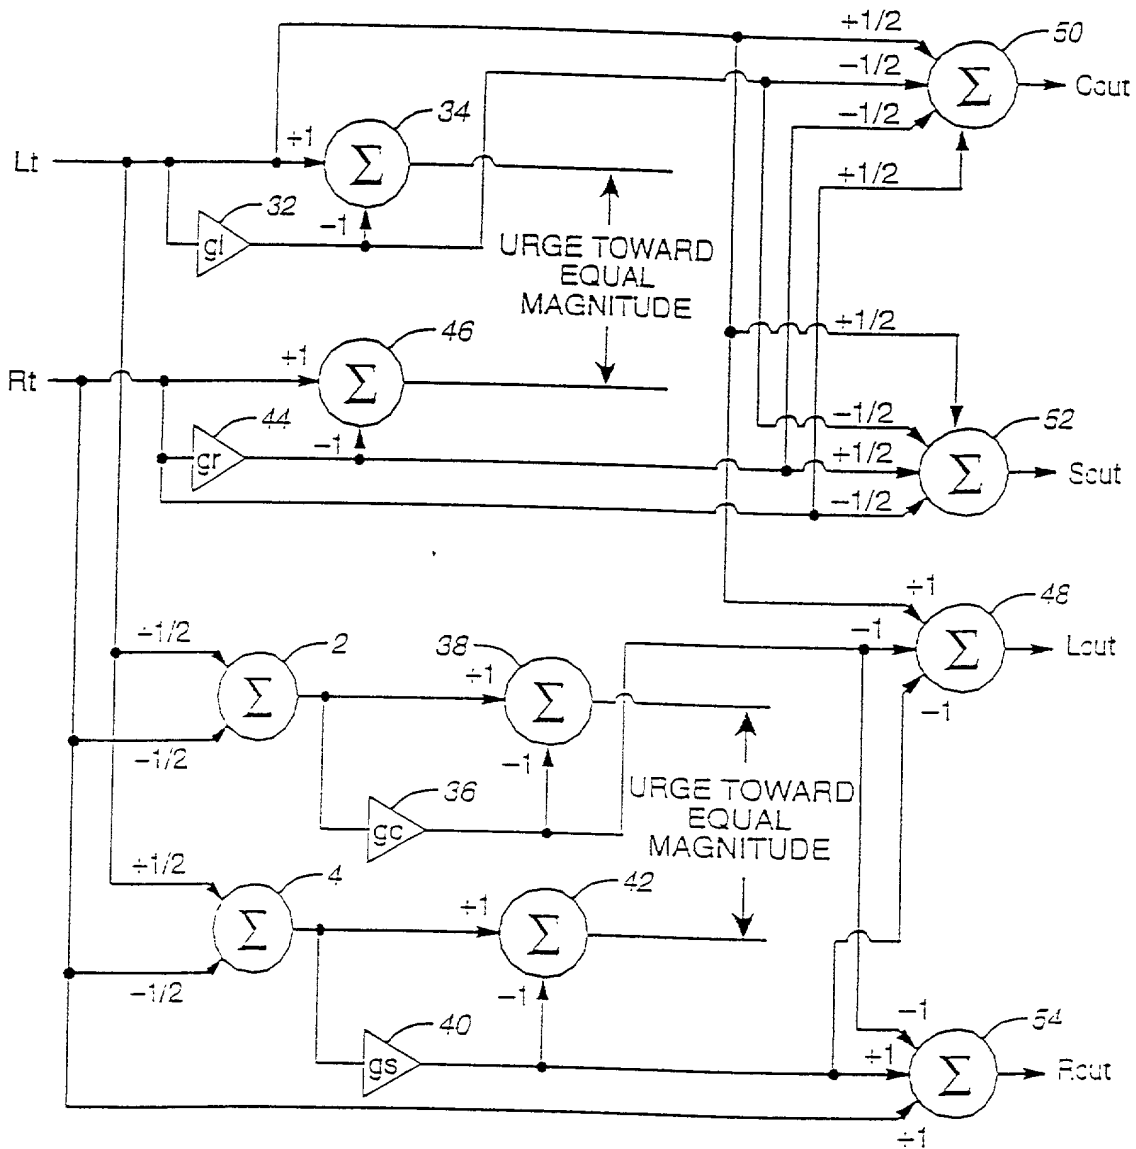 +1/2
50
−1/2
Σ
Cout
−1/2
+1/2
34
+1
Σ
Lt
32
−1
gl
URGE TOWARD
EQUAL
MAGNITUDE
46
+1
Σ
Rt
44
−1
gr
+1/2
−1/2
52
+1/2
Σ
Sout
−1/2
+1
48
−1
Σ
Lout
−1
+1/2
2
Σ
−1/2
38
+1
Σ
−1
36
gc
URGE TOWARD
EQUAL
MAGNITUDE
+1/2
4
Σ
−1/2
42
+1
Σ
−1
40
gs
−1
54
+1
Σ
Rout
+1